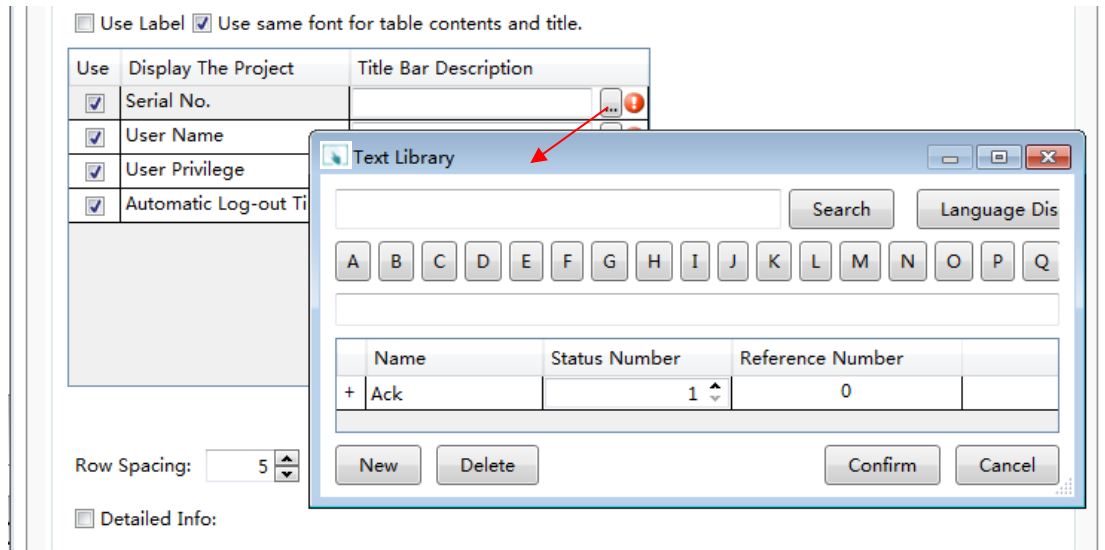 Use Label Use same font for table contents and title.
Use Display The Project Title Bar Description
Serial No. ...
User Name
User Privilege
Automatic Log-out Ti
Text Library
Search Language Dis
A B C D E F G H I J K L M N O P Q
Name Status Number Reference Number
+ Ack 1 0
New Delete Confirm Cancel
Row Spacing: 5
Detailed Info: